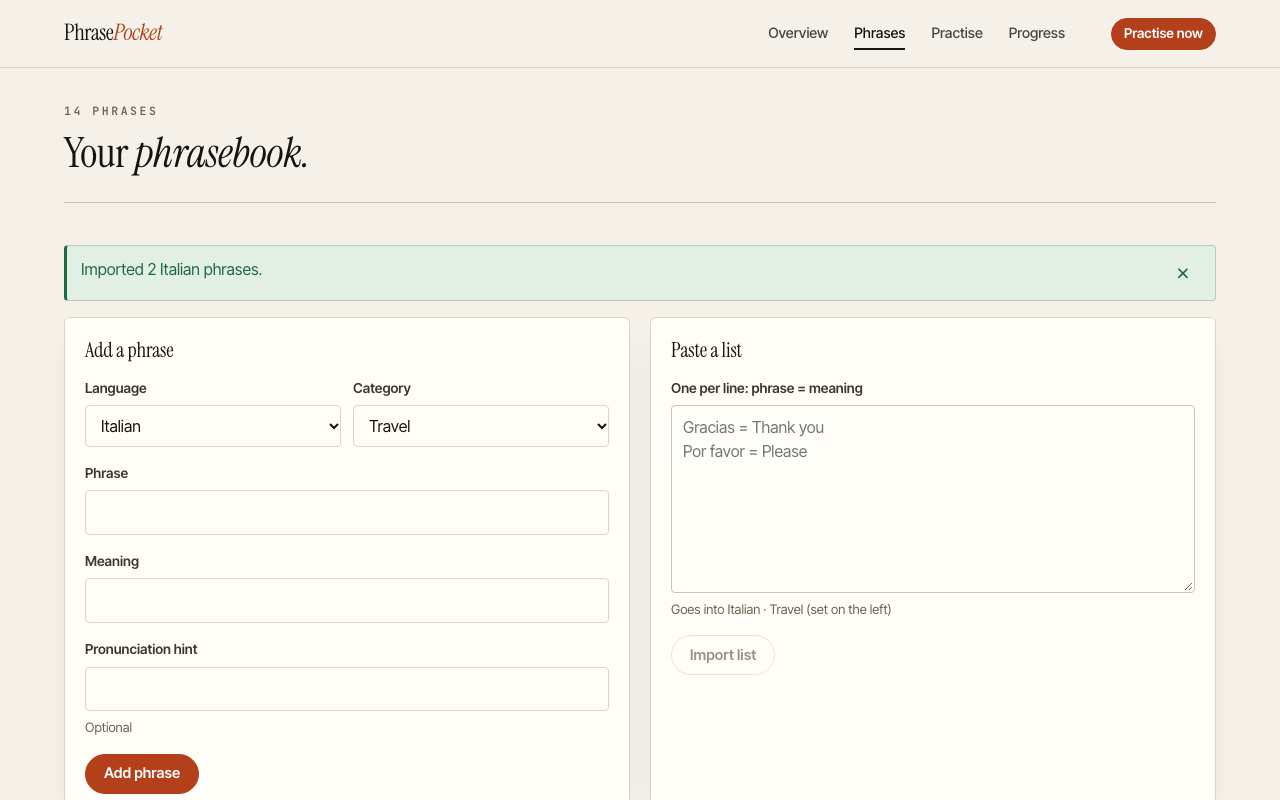 PhrasePocket
Overview
Phrases
Practise
Progress
Practise now
14 PHRASES
Your phrasebook.
Imported 2 Italian phrases.
×
Add a phrase
Language
Category
Italian
Travel
Phrase
Meaning
Pronunciation hint
Optional
Add phrase
Paste a list
One per line: phrase = meaning
Gracias = Thank you
Por favor = Please
Goes into Italian · Travel (set on the left)
Import list